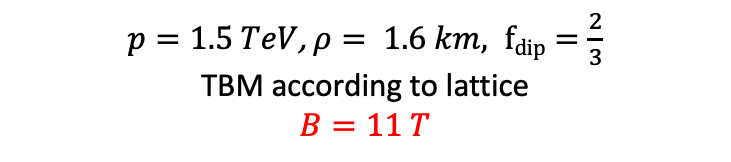 p = 1.5 TeV, ρ = 1.6 km, f_dip = 2/3
TBM according to lattice
B = 11 T